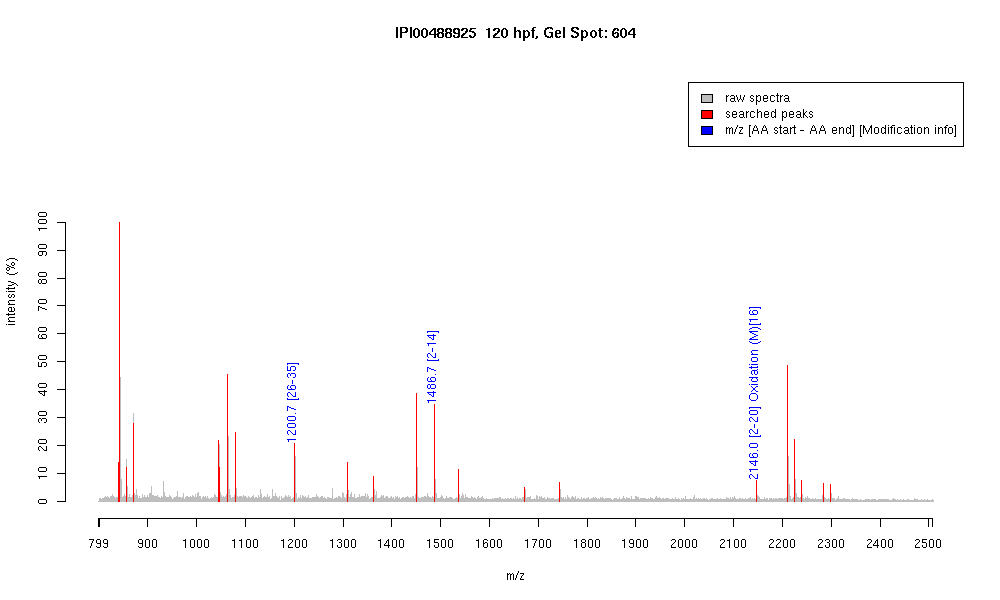 IPI00488925  120 hpf, Gel Spot: 604
raw spectra
searched peaks
m/z [AA start - AA end] [Modification info]
intensity (%)
100
90
80
70
60
50
40
30
20
10
0
1200.7 [26-35]
1486.7 [2-14]
2146.0 [2-20] Oxidation (M)[16]
799 900 1000 1100 1200 1300 1400 1500 1600 1700 1800 1900 2000 2100 2200 2300 2400 2500
m/z